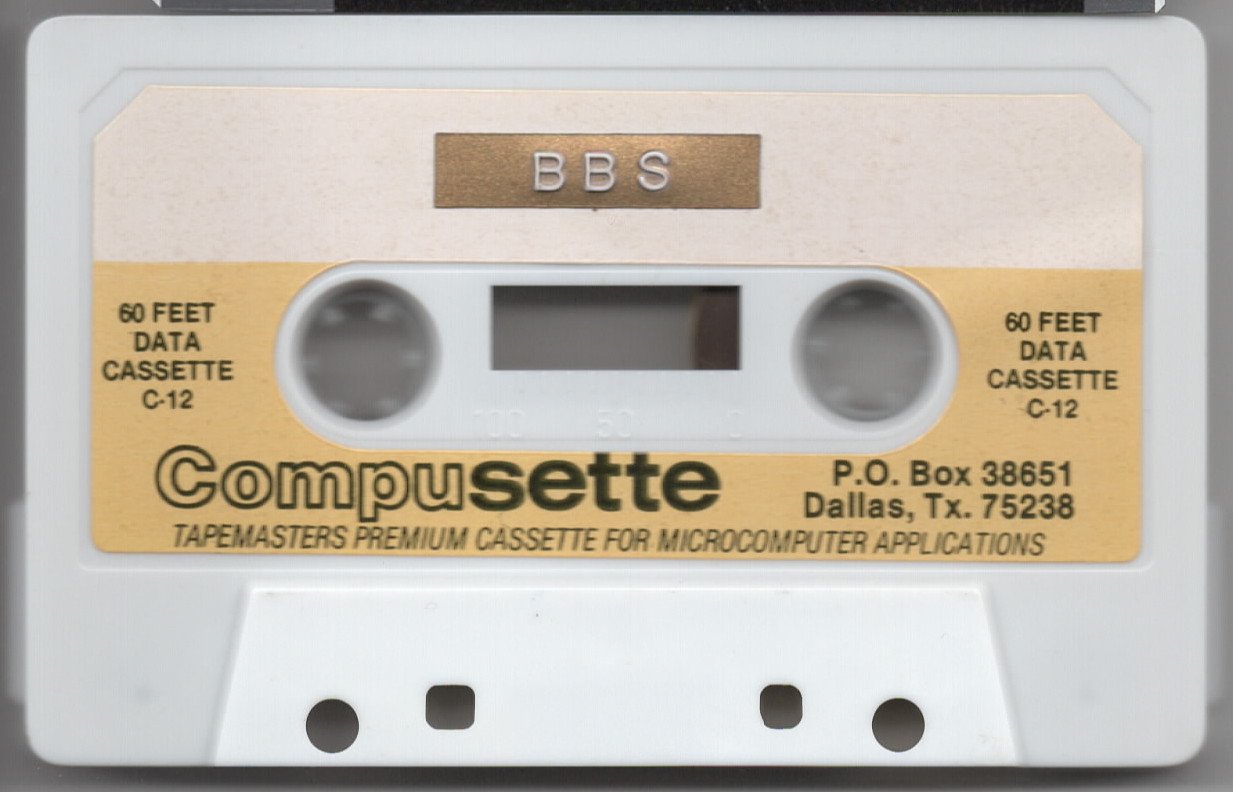 BBS
60 FEET
DATA
CASSETTE
C-12
60 FEET
DATA
CASSETTE
C-12
100 50 0
Compusette
P.O. Box 38651
Dallas, Tx. 75238
TAPEMASTERS PREMIUM CASSETTE FOR MICROCOMPUTER APPLICATIONS